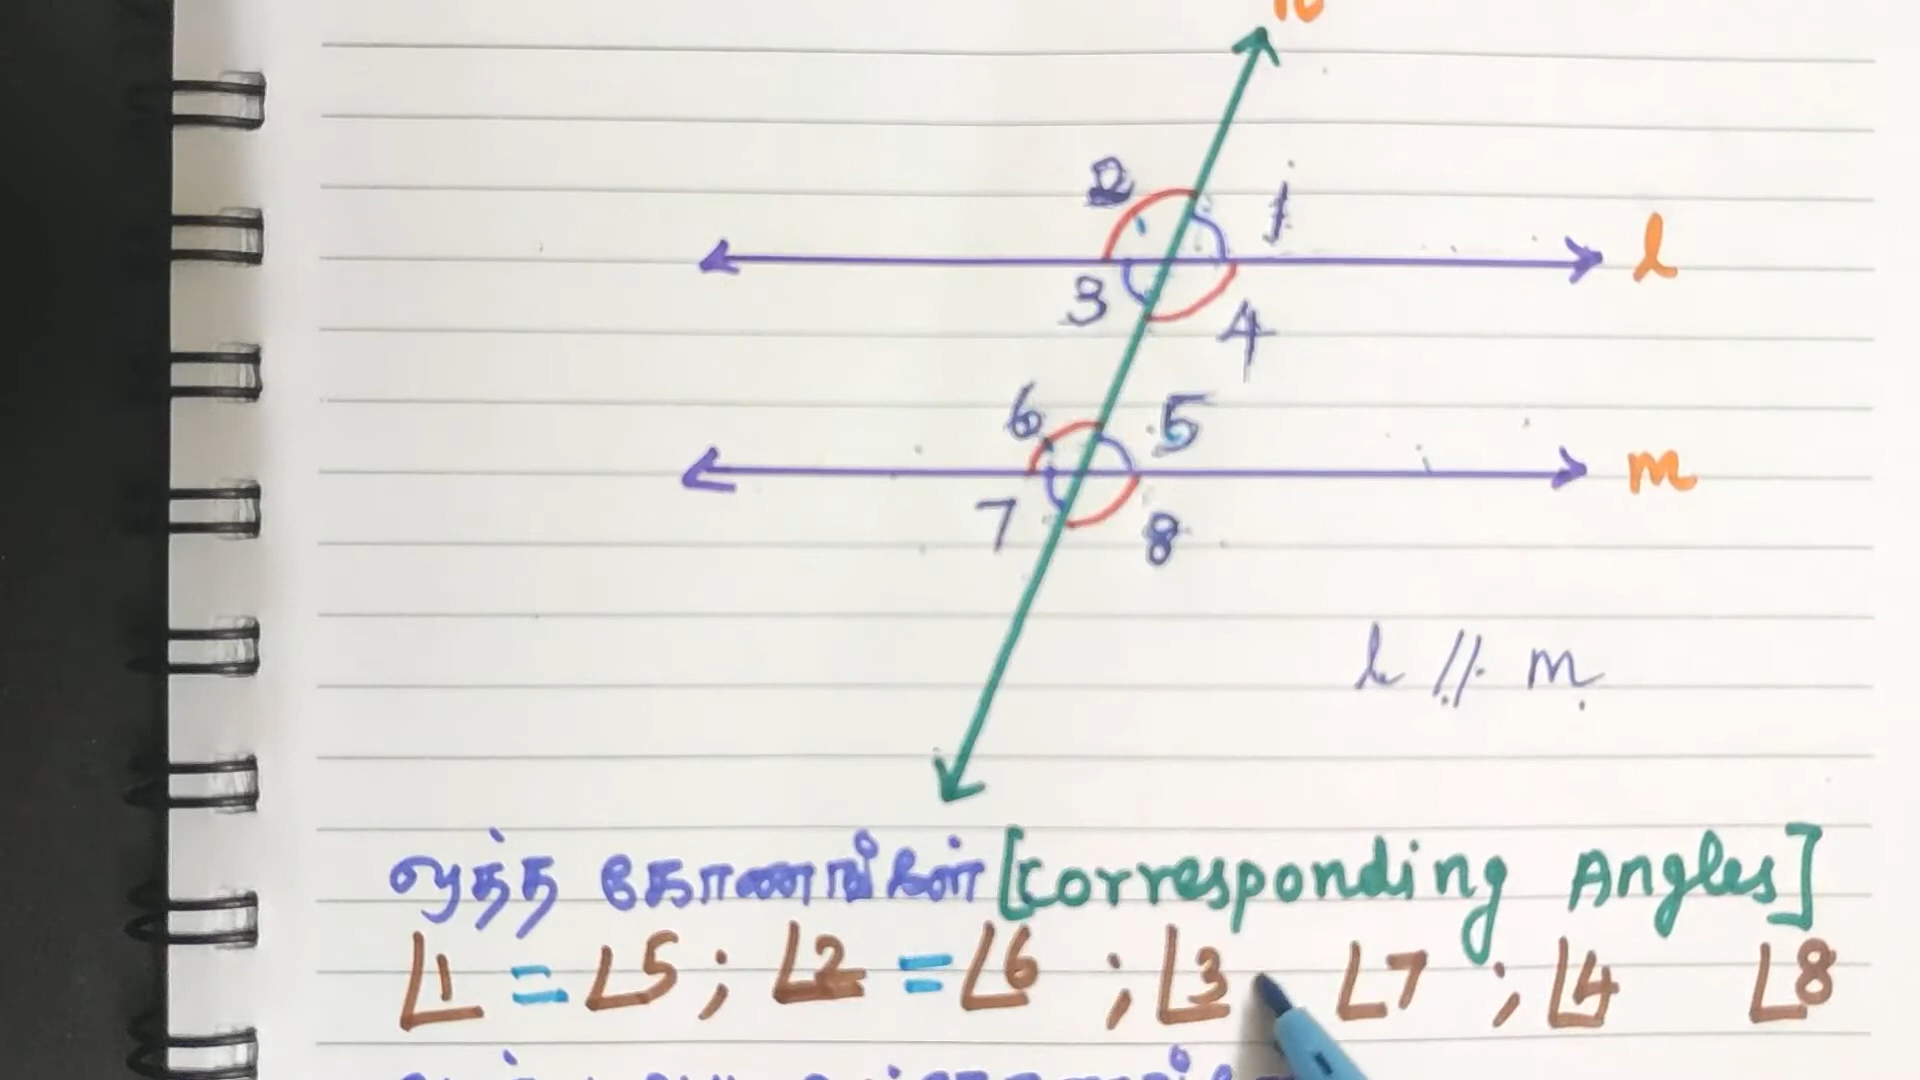 2 1
l
3 4
6 5
m
7 8
l // m
ஒத்த கோணங்கள் [Corresponding Angles]
∠1 = ∠5 ; ∠2 = ∠6 ; ∠3 ∠7 ; ∠4 ∠8